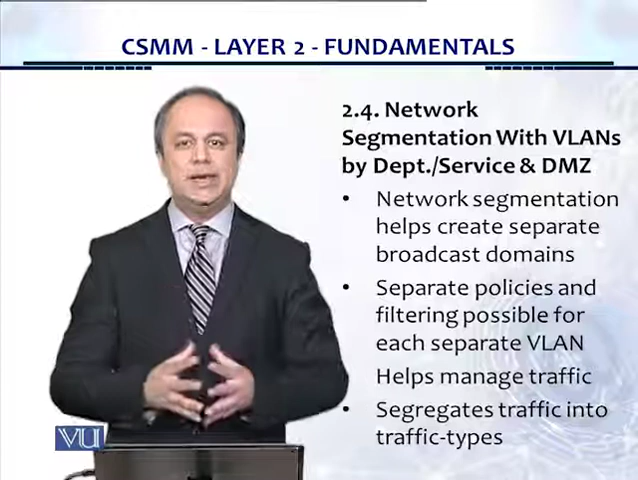 CSMM - LAYER 2 - FUNDAMENTALS
2.4. Network
Segmentation With VLANs
by Dept./Service & DMZ
• Network segmentation
helps create separate
broadcast domains
• Separate policies and
filtering possible for
each separate VLAN
Helps manage traffic
• Segregates traffic into
traffic-types
VU